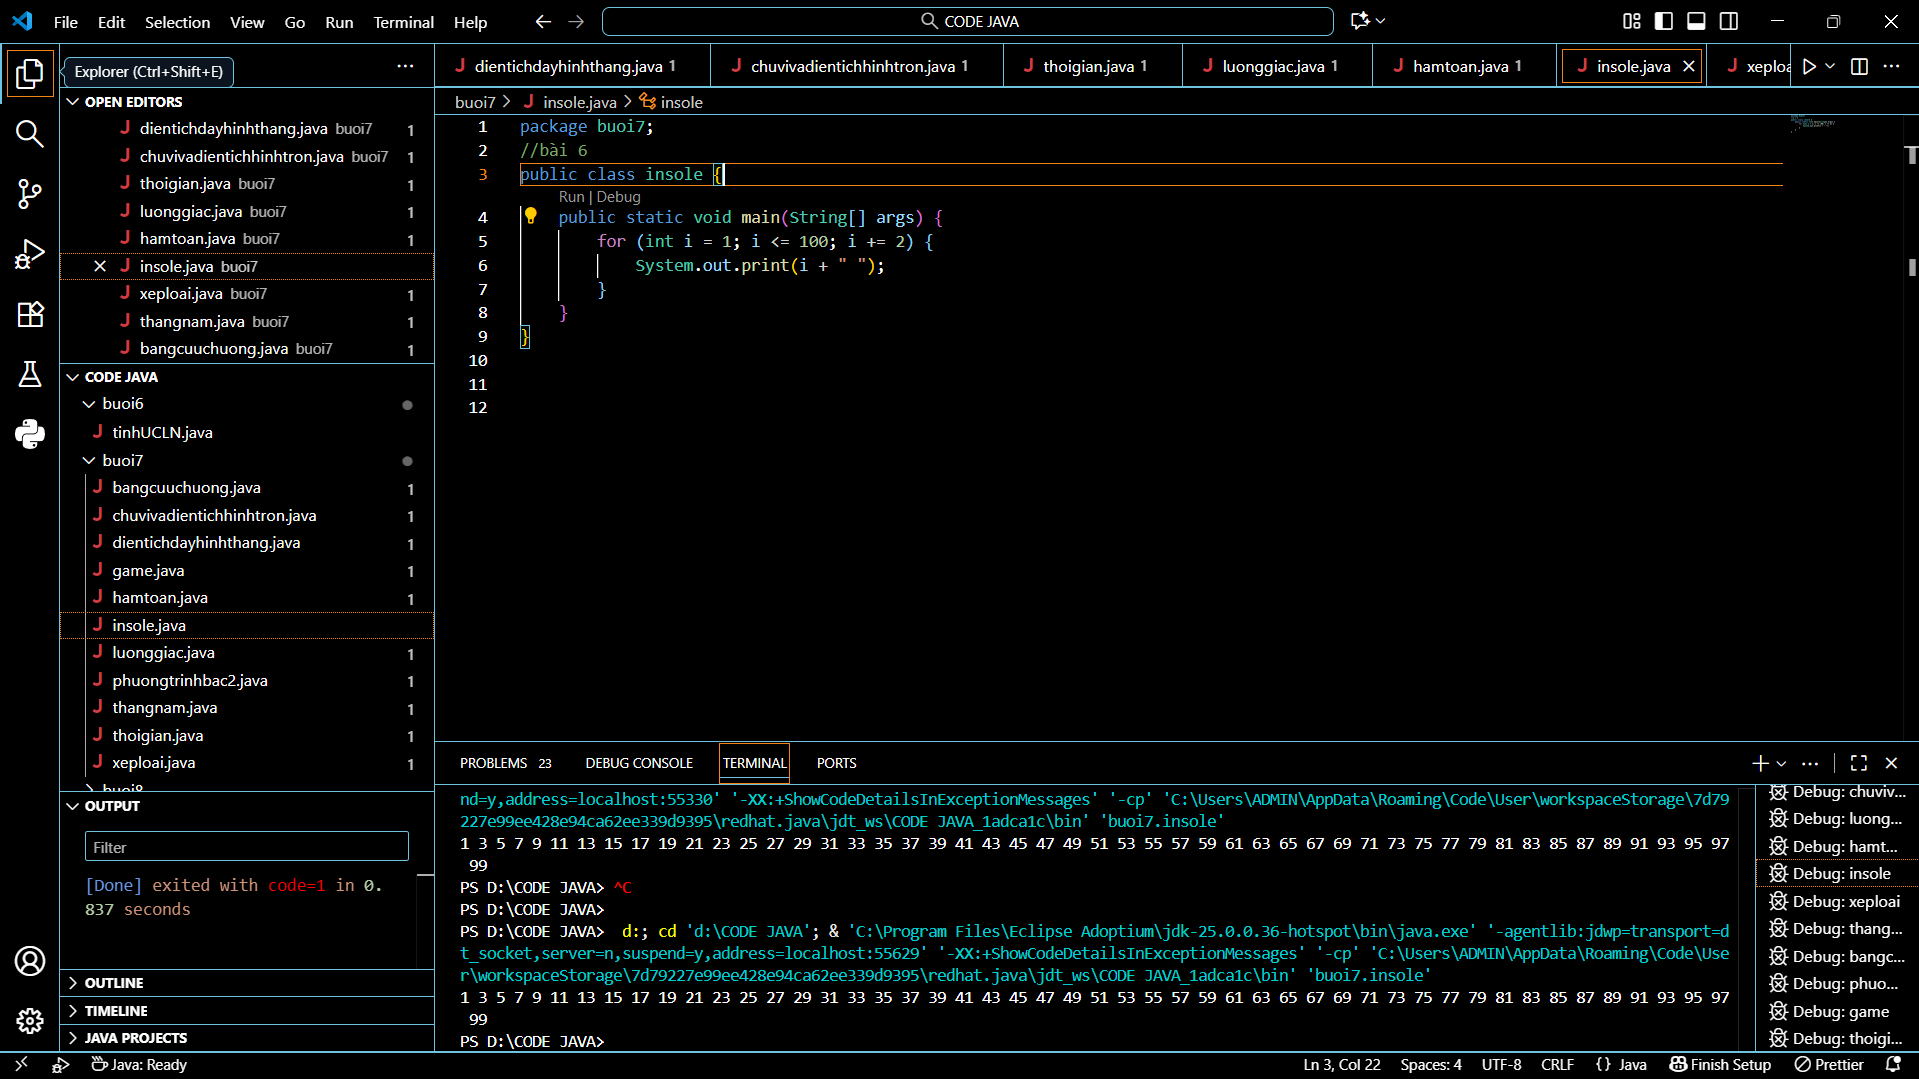 File Edit Selection View Go Run Terminal Help
CODE JAVA
Explorer (Ctrl+Shift+E)
OPEN EDITORS
dientichdayhinhthang.java buoi7 1
chuvivadientichhinhtron.java buoi7 1
thoigian.java buoi7 1
luonggiac.java buoi7 1
hamtoan.java buoi7 1
insole.java buoi7
xeploai.java buoi7 1
thangnam.java buoi7 1
bangcuuchuong.java buoi7 1
CODE JAVA
buoi6
tinhUCLN.java
buoi7
bangcuuchuong.java 1
chuvivadientichhinhtron.java 1
dientichdayhinhthang.java 1
game.java 1
hamtoan.java 1
insole.java
luonggiac.java 1
phuongtrinhbac2.java 1
thangnam.java 1
thoigian.java 1
xeploai.java 1
OUTPUT
Filter
[Done] exited with code=1 in 0.
837 seconds
OUTLINE
TIMELINE
JAVA PROJECTS
dientichdayhinhthang.java 1 chuvivadientichhinhtron.java 1 thoigian.java 1 luonggiac.java 1 hamtoan.java 1 insole.java xeploa
buoi7 > insole.java > insole
1 package buoi7;
2 //bài 6
3 public class insole {
Run | Debug
4 public static void main(String[] args) {
5 for (int i = 1; i <= 100; i += 2) {
6 System.out.print(i + " ");
7 }
8 }
9 }
10
11
12
PROBLEMS 23 DEBUG CONSOLE TERMINAL PORTS
nd=y,address=localhost:55330' '-XX:+ShowCodeDetailsInExceptionMessages' '-cp' 'C:\Users\ADMIN\AppData\Roaming\Code\User\workspaceStorage\7d79
227e99ee428e94ca62ee339d9395\redhat.java\jdt_ws\CODE JAVA_1adca1c\bin' 'buoi7.insole'
1 3 5 7 9 11 13 15 17 19 21 23 25 27 29 31 33 35 37 39 41 43 45 47 49 51 53 55 57 59 61 63 65 67 69 71 73 75 77 79 81 83 85 87 89 91 93 95 97
99
PS D:\CODE JAVA> ^C
PS D:\CODE JAVA>
PS D:\CODE JAVA> d:; cd 'd:\CODE JAVA'; & 'C:\Program Files\Eclipse Adoptium\jdk-25.0.0.36-hotspot\bin\java.exe' '-agentlib:jdwp=transport=d
t_socket,server=n,suspend=y,address=localhost:55629' '-XX:+ShowCodeDetailsInExceptionMessages' '-cp' 'C:\Users\ADMIN\AppData\Roaming\Code\Use
r\workspaceStorage\7d79227e99ee428e94ca62ee339d9395\redhat.java\jdt_ws\CODE JAVA_1adca1c\bin' 'buoi7.insole'
1 3 5 7 9 11 13 15 17 19 21 23 25 27 29 31 33 35 37 39 41 43 45 47 49 51 53 55 57 59 61 63 65 67 69 71 73 75 77 79 81 83 85 87 89 91 93 95 97
99
PS D:\CODE JAVA>
Debug: chuviv...
Debug: luong...
Debug: hamt...
Debug: insole
Debug: xeploai
Debug: thang...
Debug: bangc...
Debug: phuo...
Debug: game
Debug: thoigi...
Java: Ready
Ln 3, Col 22 Spaces: 4 UTF-8 CRLF {} Java Finish Setup Prettier